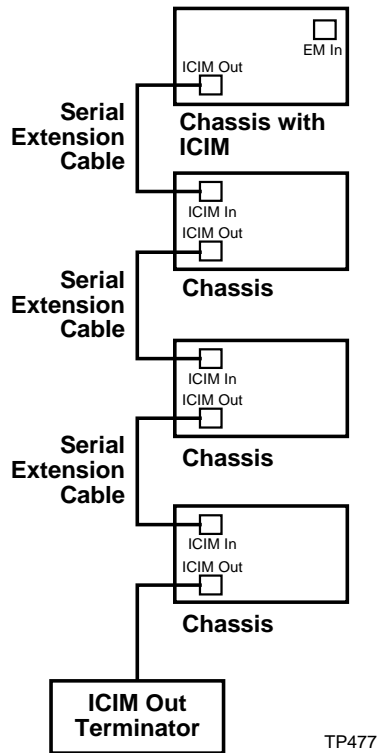 EM In
ICIM Out
Serial
Extension
Cable
Chassis with
ICIM
ICIM In
ICIM Out
Serial
Extension
Cable
Chassis
ICIM In
ICIM Out
Serial
Extension
Cable
Chassis
ICIM In
ICIM Out
Chassis
ICIM Out
Terminator
TP477